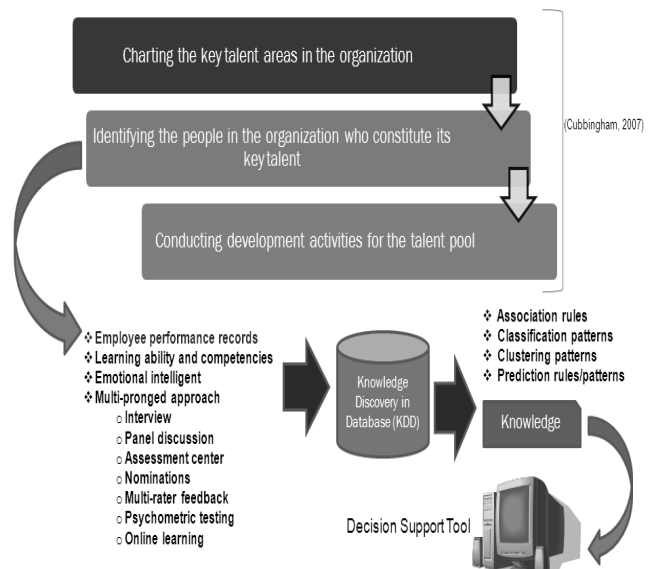 Charting the key talent areas in the organization
(Cubbingham, 2007)
Identifying the people in the organization who constitute its
key talent
Conducting development activities for the talent pool
❖ Employee performance records
❖ Learning ability and competencies
❖ Emotional intelligent
❖ Multi-pronged approach
o Interview
o Panel discussion
o Assessment center
o Nominations
o Multi-rater feedback
o Psychometric testing
o Online learning
Knowledge
Discovery in
Database (KDD)
❖ Association rules
❖ Classification patterns
❖ Clustering patterns
❖ Prediction rules/patterns
Knowledge
Decision Support Tool